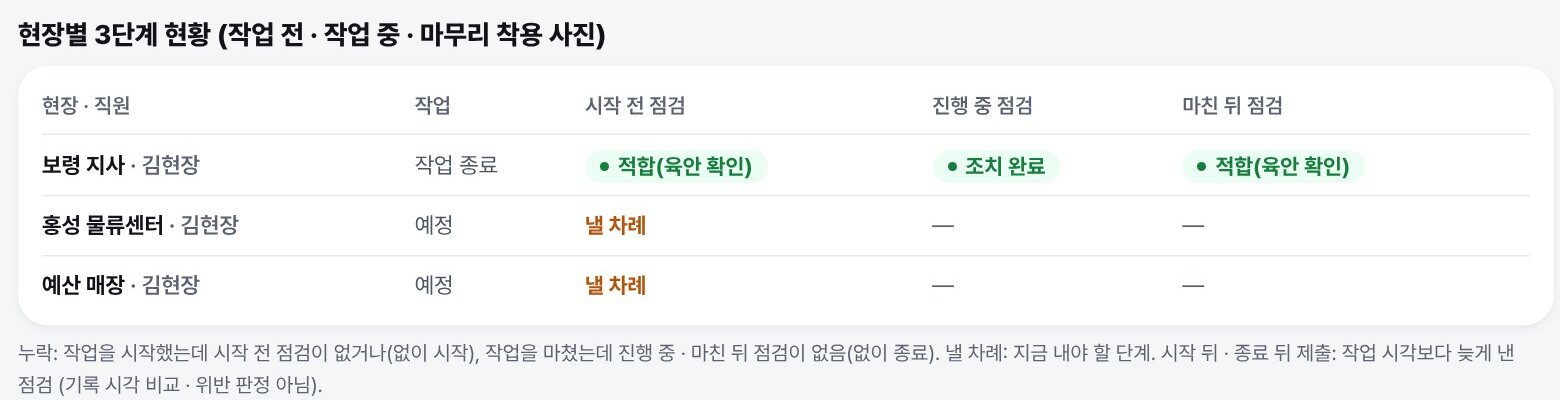 현장별 3단계 현황 (작업 전 · 작업 중 · 마무리 착용 사진)
현장 · 직원 작업 시작 전 점검 진행 중 점검 마친 뒤 점검
보령 지사 · 김현장 작업 종료 적합(육안 확인) 조치 완료 적합(육안 확인)
홍성 물류센터 · 김현장 예정 낼 차례 — —
예산 매장 · 김현장 예정 낼 차례 — —
누락: 작업을 시작했는데 시작 전 점검이 없거나(없이 시작), 작업을 마쳤는데 진행 중 · 마친 뒤 점검이 없음(없이 종료). 낼 차례: 지금 내야 할 단계. 시작 뒤 · 종료 뒤 제출: 작업 시각보다 늦게 낸
점검 (기록 시각 비교 · 위반 판정 아님).